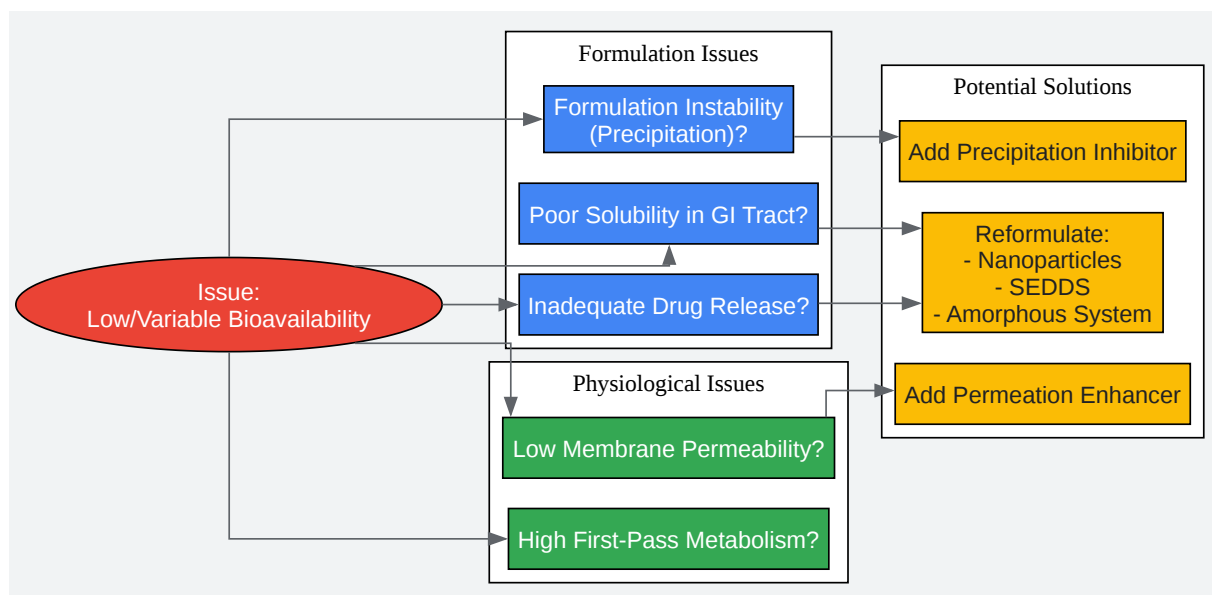 Issue:
Low/Variable Bioavailability
Formulation Issues
Formulation Instability
(Precipitation)?
Poor Solubility in GI Tract?
Inadequate Drug Release?
Physiological Issues
Low Membrane Permeability?
High First-Pass Metabolism?
Potential Solutions
Add Precipitation Inhibitor
Reformulate:
- Nanoparticles
- SEDDS
- Amorphous System
Add Permeation Enhancer